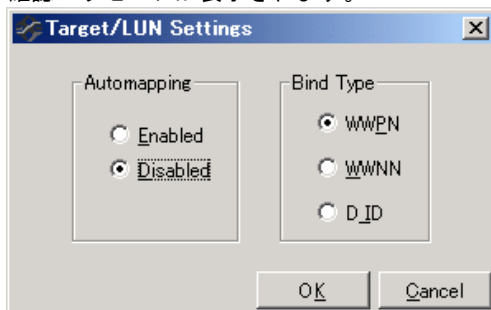 Target/LUN Settings
Automapping
Enabled
Disabled
Bind Type
WWPN
WWNN
D_ID
OK
Cancel